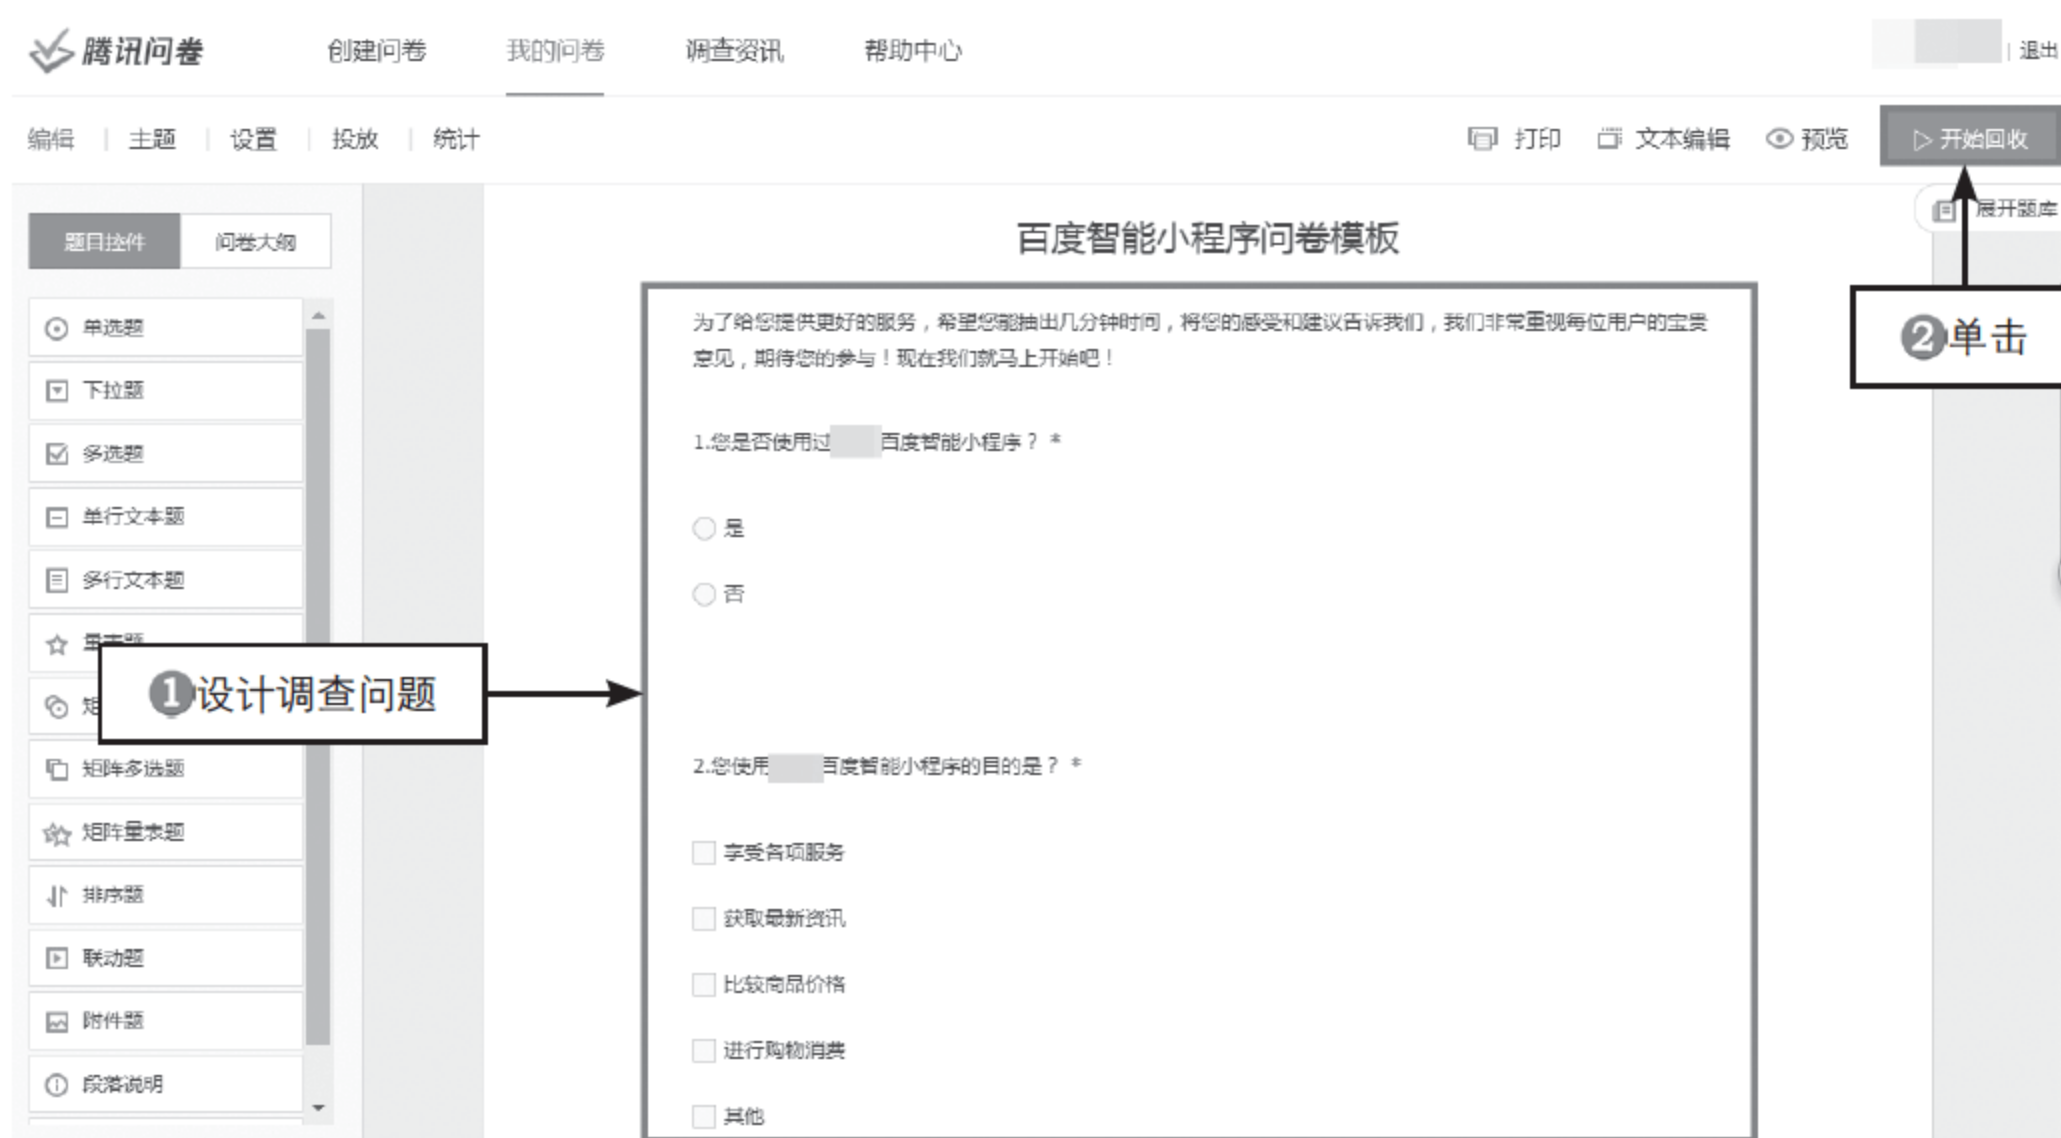 腾讯问卷 创建问卷 我的问卷 调查资讯 帮助中心 退出
编辑 主题 设置 投放 统计 打印 文本编辑 预览 开始回收
展开题库
题目控件 问卷大纲
百度智能小程序问卷模板
单选题
下拉题
多选题
单行文本题
多行文本题
量表题
矩
矩阵多选题
矩阵量表题
排序题
联动题
附件题
段落说明
❶设计调查问题
❷单击
为了给您提供更好的服务，希望您能抽出几分钟时间，将您的感受和建议告诉我们，我们非常重视每位用户的宝贵
意见，期待您的参与！现在我们就马上开始吧！
1.您是否使用过 百度智能小程序？ *
是
否
2.您使用 百度智能小程序的目的是？ *
享受各项服务
获取最新资讯
比较商品价格
进行购物消费
其他